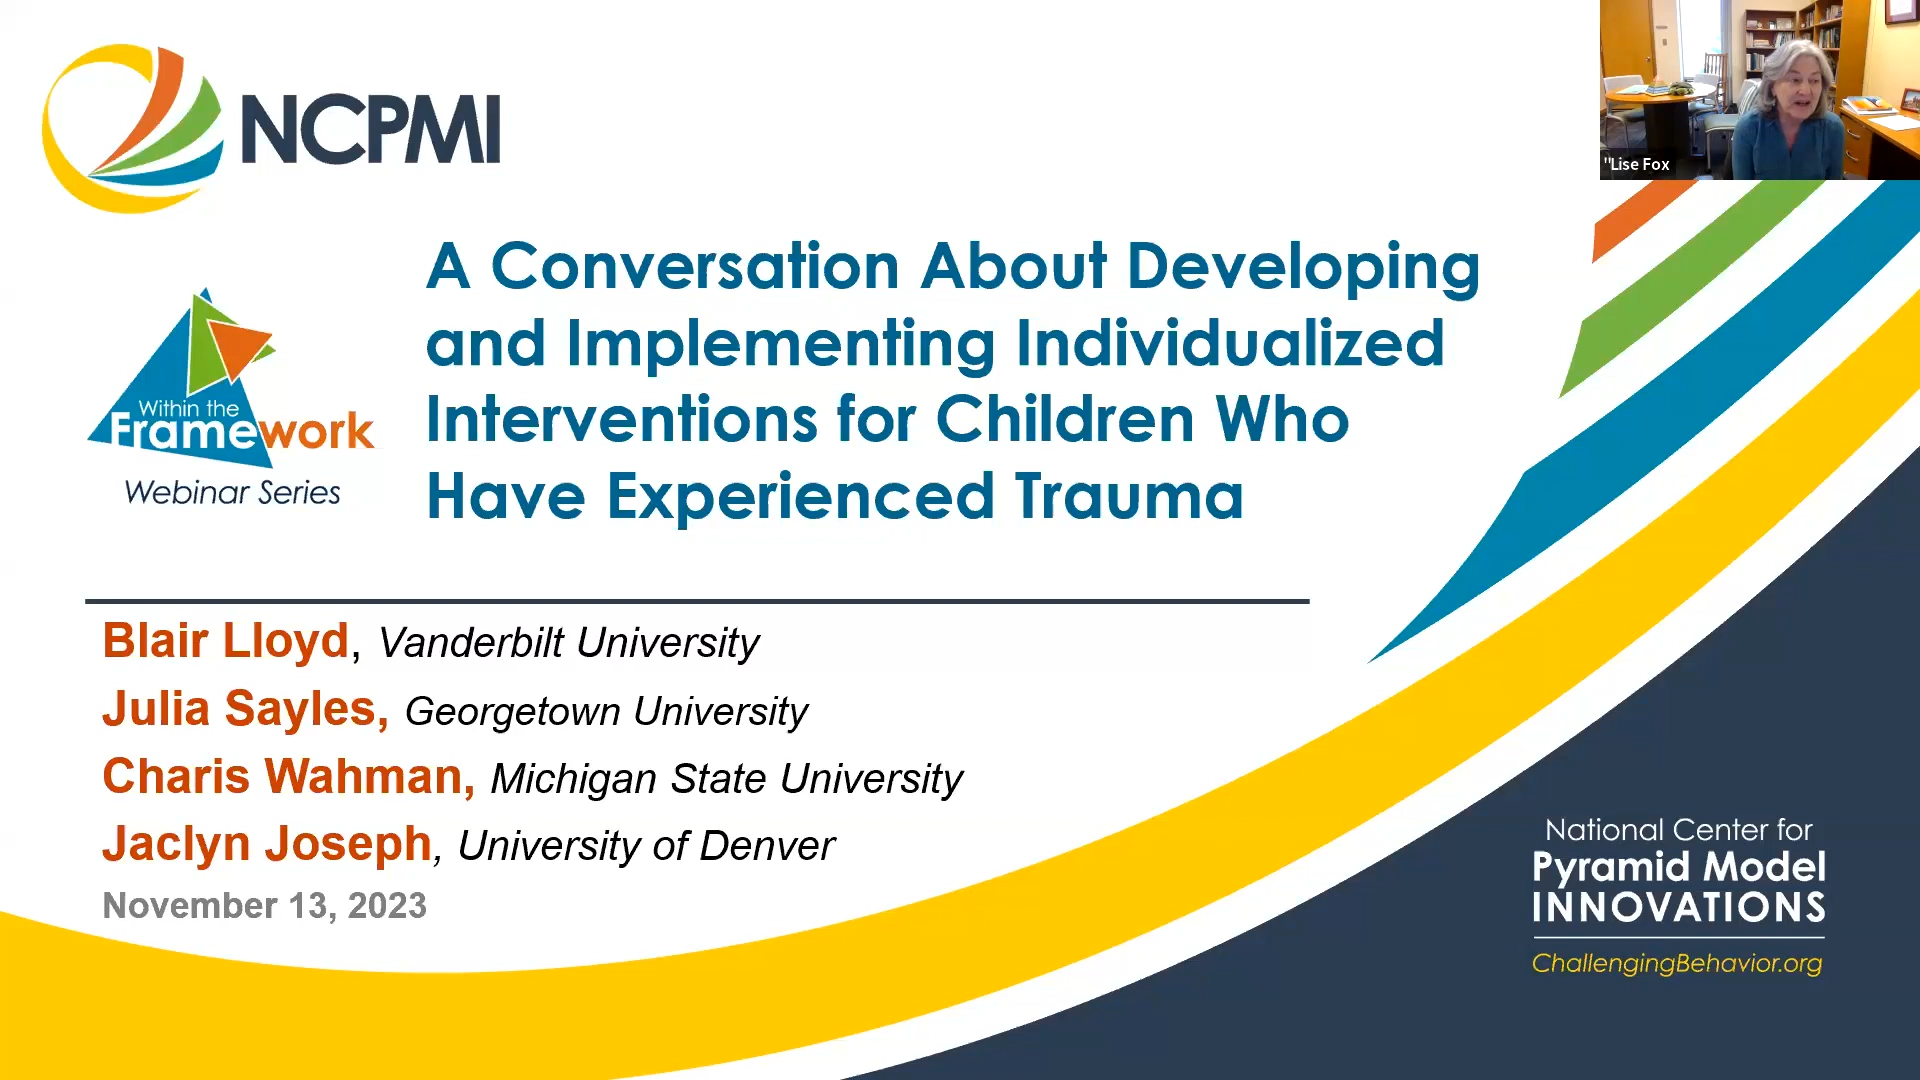 NCPMI
"Lise Fox
A Conversation About Developing
and Implementing Individualized
Interventions for Children Who
Have Experienced Trauma
Within the
Framework
Webinar Series
Blair Lloyd, Vanderbilt University
Julia Sayles, Georgetown University
Charis Wahman, Michigan State University
Jaclyn Joseph, University of Denver
November 13, 2023
National Center for
Pyramid Model
INNOVATIONS
ChallengingBehavior.org